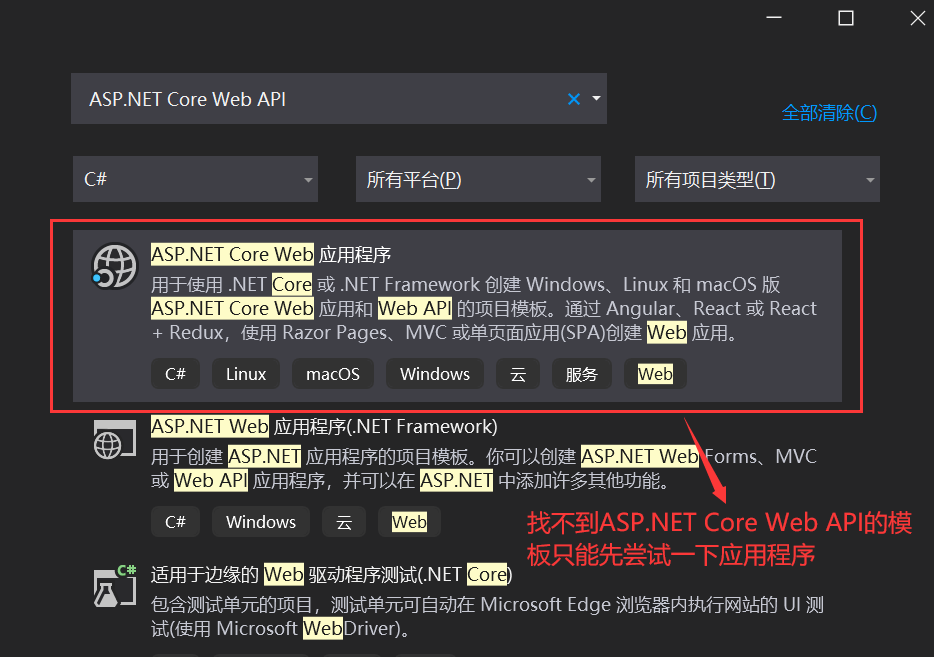 ASP.NET Core Web API
全部清除(C)
C#
所有平台(P)
所有项目类型(T)
ASP.NET Core Web 应用程序
用于使用 .NET Core 或 .NET Framework 创建 Windows、Linux 和 macOS 版
ASP.NET Core Web 应用和 Web API 的项目模板。通过 Angular、React 或 React
+ Redux，使用 Razor Pages、MVC 或单页面应用(SPA)创建 Web 应用。
C# Linux macOS Windows 云 服务 Web
ASP.NET Web 应用程序(.NET Framework)
用于创建 ASP.NET 应用程序的项目模板。你可以创建 ASP.NET Web Forms、MVC
或 Web API 应用程序，并可以在 ASP.NET 中添加许多其他功能。
C# Windows 云 Web
找不到ASP.NET Core Web API的模
板只能先尝试一下应用程序
C#
适用于边缘的 Web 驱动程序测试(.NET Core)
包含测试单元的项目，测试单元可自动在 Microsoft Edge 浏览器内执行网站的 UI 测
试(使用 Microsoft WebDriver)。